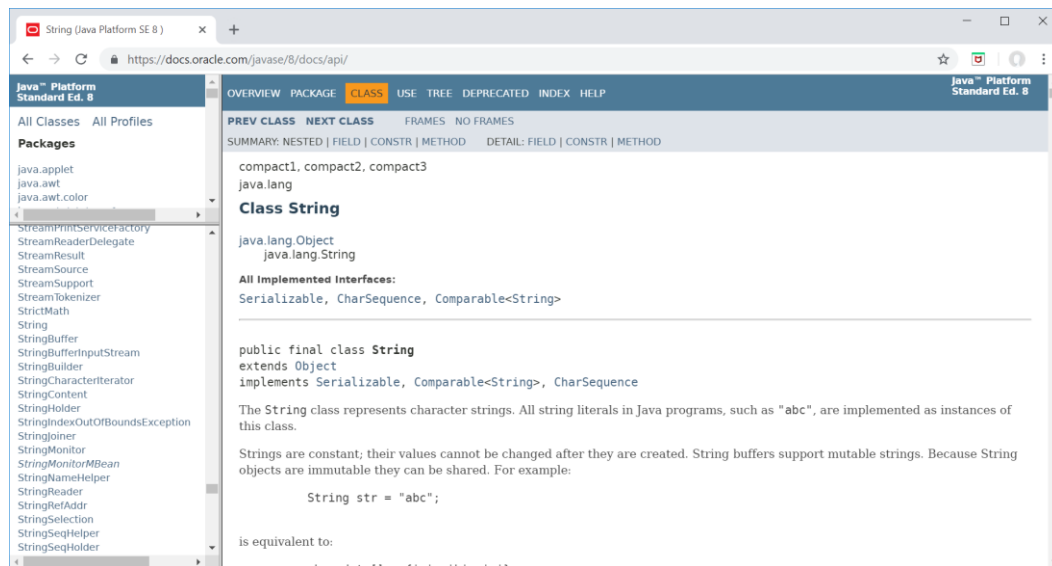 String (Java Platform SE 8 )
https://docs.oracle.com/javase/8/docs/api/
Java™ Platform
Standard Ed. 8
All Classes All Profiles
Packages
java.applet
java.awt
java.awt.color
StreamPrintServiceFactory
StreamReaderDelegate
StreamResult
StreamSource
StreamSupport
StreamTokenizer
StrictMath
String
StringBuffer
StringBufferInputStream
StringBuilder
StringCharacterIterator
StringContent
StringHolder
StringIndexOutOfBoundsException
StringJoiner
StringMonitor
StringMonitorMBean
StringNameHelper
StringReader
StringRefAddr
StringSelection
StringSeqHelper
StringSeqHolder
OVERVIEW PACKAGE CLASS USE TREE DEPRECATED INDEX HELP
Java™ Platform
Standard Ed. 8
PREV CLASS NEXT CLASS FRAMES NO FRAMES
SUMMARY: NESTED | FIELD | CONSTR | METHOD DETAIL: FIELD | CONSTR | METHOD
compact1, compact2, compact3
java.lang
Class String
java.lang.Object
java.lang.String
All Implemented Interfaces:
Serializable, CharSequence, Comparable<String>
public final class String
extends Object
implements Serializable, Comparable<String>, CharSequence
The String class represents character strings. All string literals in Java programs, such as "abc", are implemented as instances of
this class.
Strings are constant; their values cannot be changed after they are created. String buffers support mutable strings. Because String
objects are immutable they can be shared. For example:
String str = "abc";
is equivalent to: